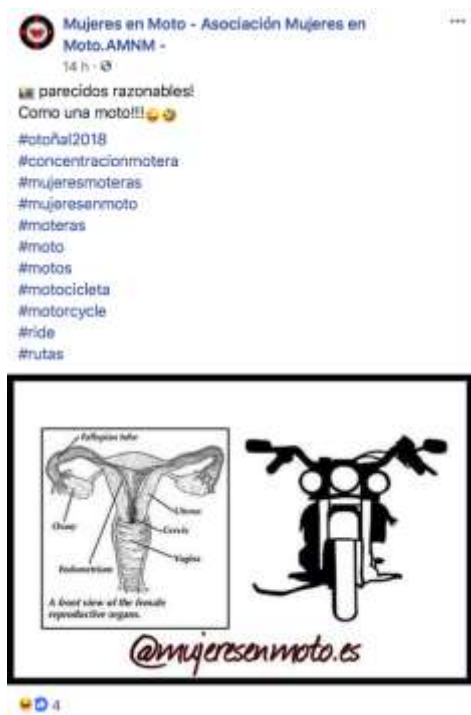 Mujeres en Moto - Asociación Mujeres en
Moto.AMNM -
14 h
parecidos razonables!
Como una moto!!!
#otoñal2018
#concentracionmotera
#mujeresmoteras
#mujeresenmoto
#moteras
#moto
#motos
#motocicleta
#motorcycle
#ride
#rutas
Fallopian tube
Ovary
Uterus
Cervix
Vagina
Endometrium
A front view of the female
reproductive organs.
@mujeresenmoto.es
4